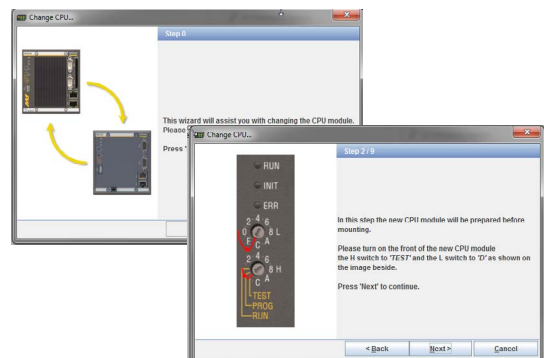 Change CPU...
Step 0
This wizard will assist you with changing the CPU module.
Please
Press '
Change CPU...
Step 2 / 9
RUN
INIT
ERR
2 4 6
0 8 L
F C A
2 4 6
8 H
C A
TEST
PROG
RUN
In this step the new CPU module will be prepared before
mounting.
Please turn on the front of the new CPU module
the H switch to 'TEST' and the L switch to 'D' as shown on
the image beside.
Press 'Next' to continue.
< Back
Next >
Cancel